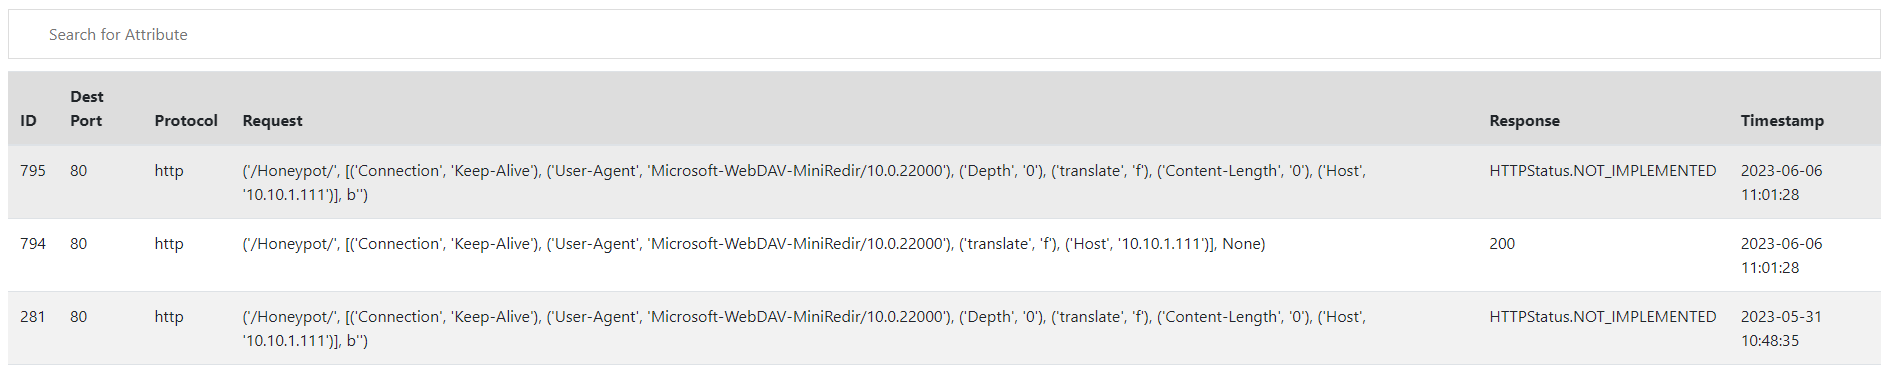 Search for Attribute
ID Dest Port Protocol Request Response Timestamp
795 80 http ('/Honeypot/', [('Connection', 'Keep-Alive'), ('User-Agent', 'Microsoft-WebDAV-MiniRedir/10.0.22000'), ('Depth', '0'), ('translate', 'f'), ('Content-Length', '0'), ('Host', HTTPStatus.NOT_IMPLEMENTED 2023-06-06
'10.10.1.111')], b'') 11:01:28
794 80 http ('/Honeypot/', [('Connection', 'Keep-Alive'), ('User-Agent', 'Microsoft-WebDAV-MiniRedir/10.0.22000'), ('translate', 'f'), ('Host', '10.10.1.111')], None) 200 2023-06-06
11:01:28
281 80 http ('/Honeypot/', [('Connection', 'Keep-Alive'), ('User-Agent', 'Microsoft-WebDAV-MiniRedir/10.0.22000'), ('Depth', '0'), ('translate', 'f'), ('Content-Length', '0'), ('Host', HTTPStatus.NOT_IMPLEMENTED 2023-05-31
'10.10.1.111')], b'') 10:48:35